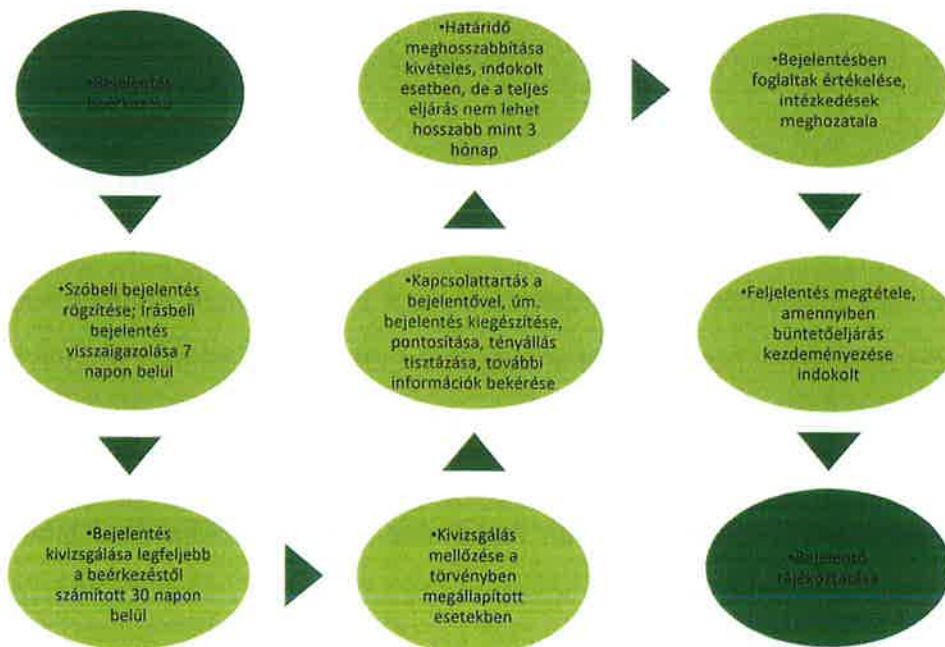 •Bejelentés
beérkezése
•Szóbeli bejelentés
rögzítése; írásbeli
bejelentés
visszaigazolása 7
napon belül
•Bejelentés
kivizsgálása legfeljebb
a beérkezéstől
számított 30 napon
belül
•Kivizsgálás
mellőzése a
törvényben
megállapított
esetekben
•Kapcsolattartás a
bejelentővel, úm.
bejelentés kiegészítése,
pontosítása, tényállás
tisztázása, további
információk bekérése
•Határidő
meghosszabbítása
kivételes, indokolt
esetben, de a teljes
eljárás nem lehet
hosszabb mint 3
hónap
•Bejelentésben
foglaltak értékelése,
intézkedések
meghozatala
•Feljelentés megtétele,
amennyiben
büntetőeljárás
kezdeményezése
indokolt
•Bejelentő
tájékoztatása